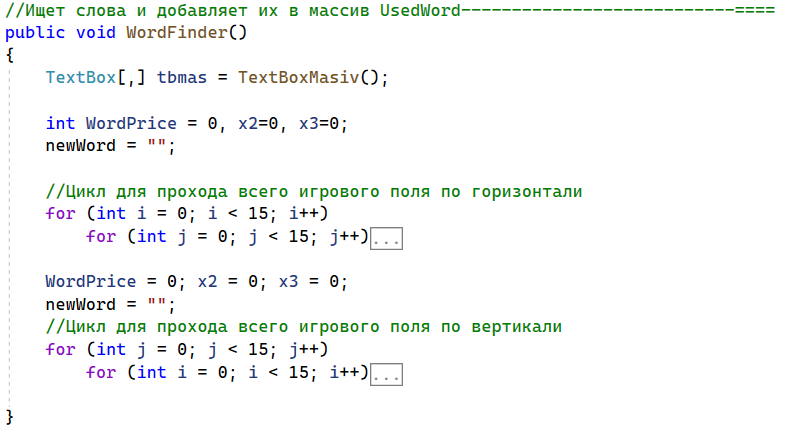 //Ищет слова и добавляет их в массив UsedWord---------------------------====
public void WordFinder()
{
TextBox[,] tbmas = TextBoxMasiv();
int WordPrice = 0, x2=0, x3=0;
newWord = "";
//Цикл для прохода всего игрового поля по горизонтали
for (int i = 0; i < 15; i++)
for (int j = 0; j < 15; j++)...
WordPrice = 0; x2 = 0; x3 = 0;
newWord = "";
//Цикл для прохода всего игрового поля по вертикали
for (int j = 0; j < 15; j++)
for (int i = 0; i < 15; i++)...
}